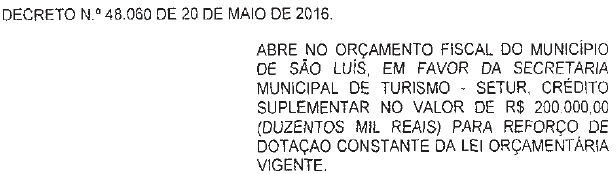 DECRETO N.º 48.060 DE 20 DE MAIO DE 2016.
ABRE NO ORÇAMENTO FISCAL DO MUNICÍPIO
DE SÃO LUÍS, EM FAVOR DA SECRETARIA
MUNICIPAL DE TURISMO - SETUR, CRÉDITO
SUPLEMENTAR NO VALOR DE R$ 200.000,00
(DUZENTOS MIL REAIS) PARA REFORÇO DE
DOTAÇAO CONSTANTE DA LEI ORÇAMENTÁRIA
VIGENTE.